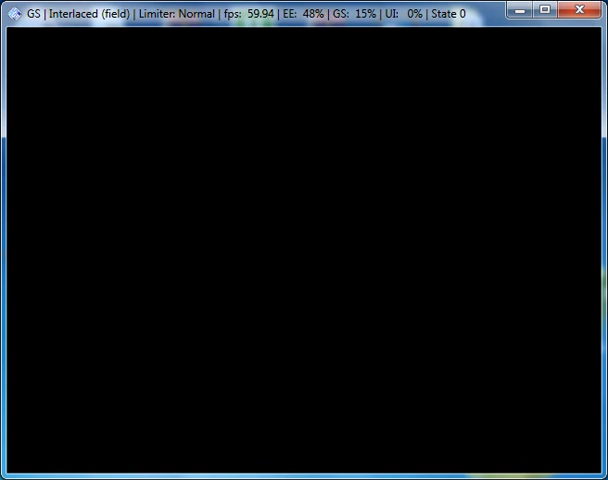 GS | Interlaced (field) | Limiter: Normal | fps:  59.94 | EE:  48% | GS:  15% | UI:   0% | State 0